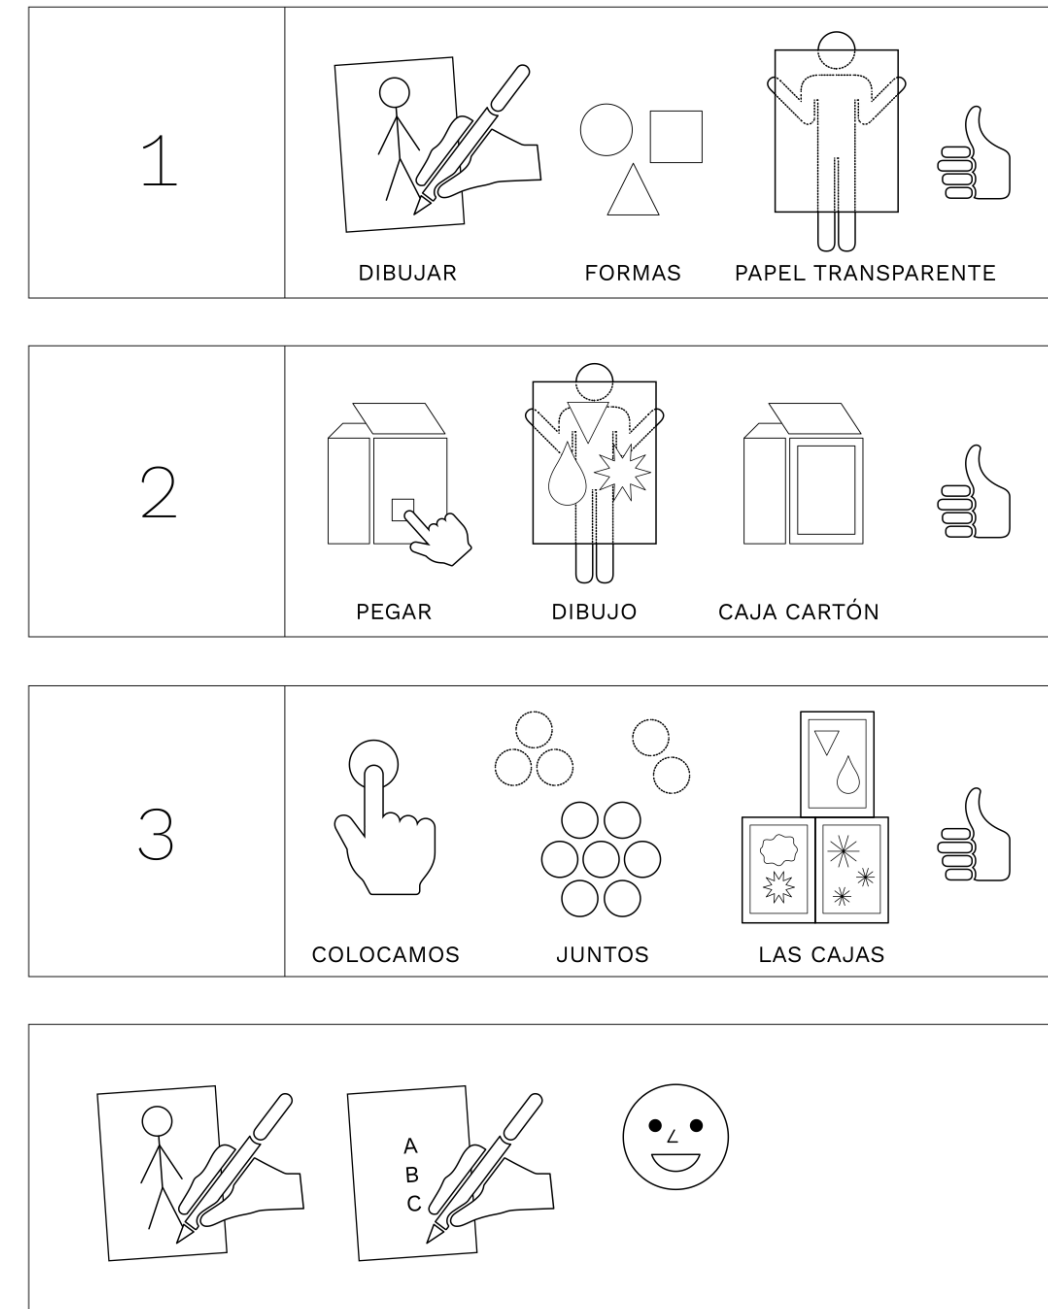 1
DIBUJAR FORMAS PAPEL TRANSPARENTE
2
PEGAR DIBUJO CAJA CARTÓN
3
COLOCAMOS JUNTOS LAS CAJAS
A
B
C